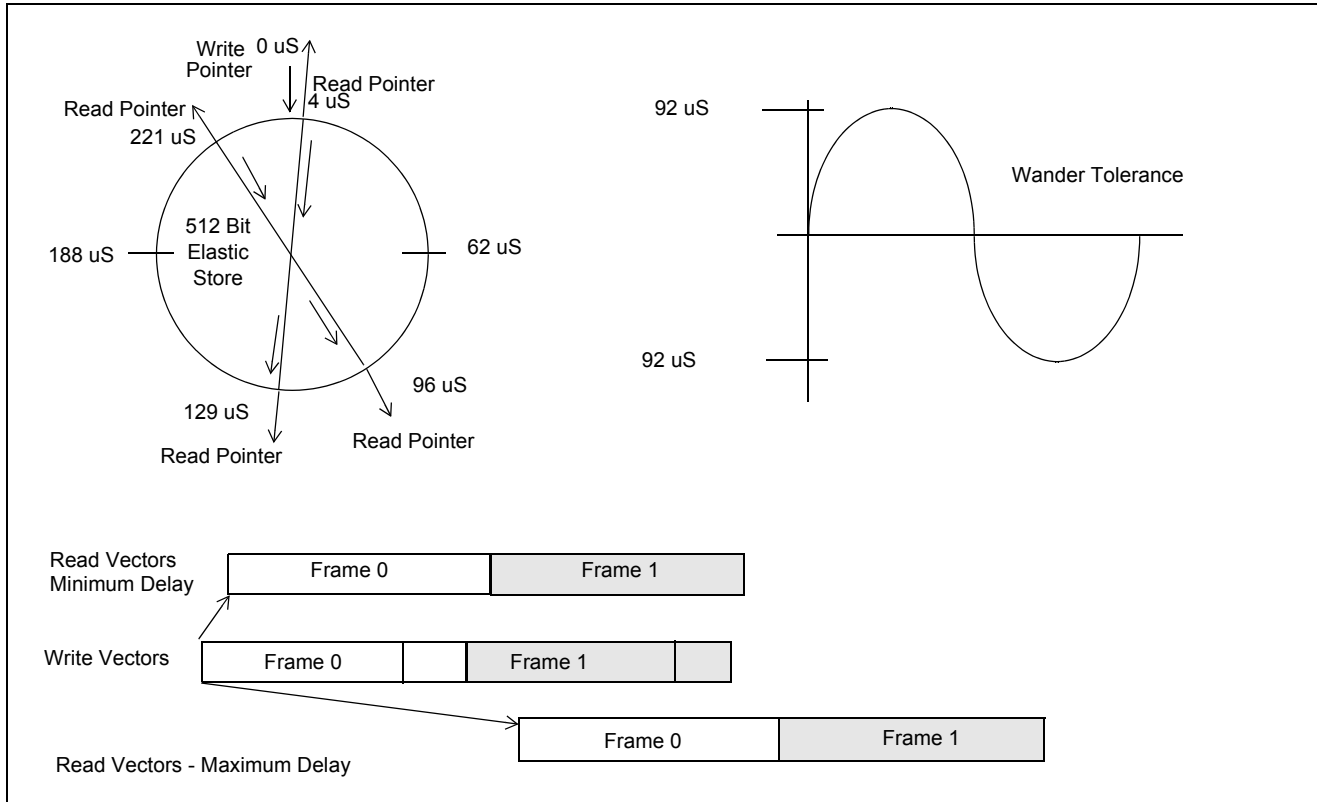 Write 0 uS
Pointer
Read Pointer
4 uS
Read Pointer
221 uS
512 Bit
Elastic
Store
188 uS
62 uS
96 uS
129 uS
Read Pointer
Read Pointer
92 uS
Wander Tolerance
92 uS
Read Vectors
Minimum Delay
Frame 0
Frame 1
Write Vectors
Frame 0
Frame 1
Frame 0
Frame 1
Read Vectors - Maximum Delay